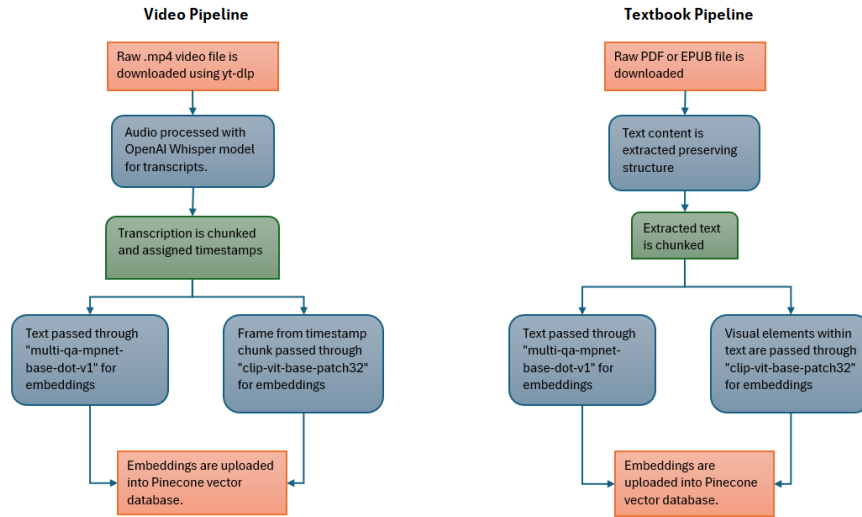 Video Pipeline
Raw .mp4 video file is
downloaded using yt-dlp
Audio processed with
OpenAI Whisper model
for transcripts.
Transcription is chunked
and assigned timestamps
Text passed through
"multi-qa-mpnet-
base-dot-v1" for
embeddings
Frame from timestamp
chunk passed through
"clip-vit-base-patch32"
for embeddings
Embeddings are uploaded
into Pinecone vector
database.
Textbook Pipeline
Raw PDF or EPUB file is
downloaded
Text content is
extracted preserving
structure
Extracted text
is chunked
Text passed through
"multi-qa-mpnet-
base-dot-v1" for
embeddings
Visual elements within
text are passed through
"clip-vit-base-patch32"
for embeddings
Embeddings are
uploaded into Pinecone
vector database.